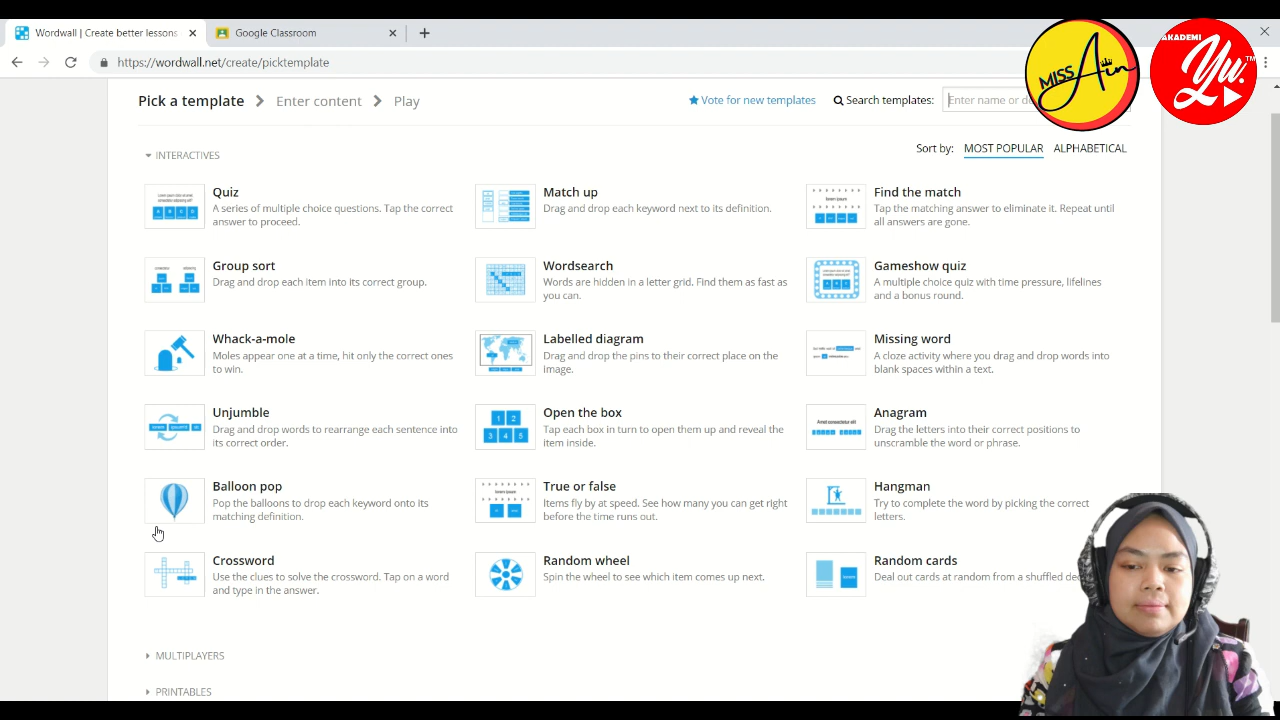 Wordwall | Create better lessons
Google Classroom
https://wordwall.net/create/picktemplate
MISS Ain
AKADEMI
Yu.
TM
Pick a template
Enter content
Play
Vote for new templates
Search templates:
Enter name or de
INTERACTIVES
Sort by:
MOST POPULAR
ALPHABETICAL
Quiz
A series of multiple choice questions. Tap the correct
answer to proceed.
Match up
Drag and drop each keyword next to its definition.
Find the match
Tap the matching answer to eliminate it. Repeat until
all answers are gone.
Group sort
Drag and drop each item into its correct group.
Wordsearch
Words are hidden in a letter grid. Find them as fast as
you can.
Gameshow quiz
A multiple choice quiz with time pressure, lifelines
and a bonus round.
Whack-a-mole
Moles appear one at a time, hit only the correct ones
to win.
Labelled diagram
Drag and drop the pins to their correct place on the
image.
Missing word
A cloze activity where you drag and drop words into
blank spaces within a text.
Unjumble
Drag and drop words to rearrange each sentence into
its correct order.
Open the box
Tap each box in turn to open them up and reveal the
item inside.
1 2
3 4 5
Anagram
Drag the letters into their correct positions to
unscramble the word or phrase.
Balloon pop
Pop the balloons to drop each keyword onto its
matching definition.
True or false
Items fly by at speed. See how many you can get right
before the time runs out.
Hangman
Try to complete the word by picking the correct
letters.
Crossword
Use the clues to solve the crossword. Tap on a word
and type in the answer.
Random wheel
Spin the wheel to see which item comes up next.
Random cards
Deal out cards at random from a shuffled dec
MULTIPLAYERS
PRINTABLES